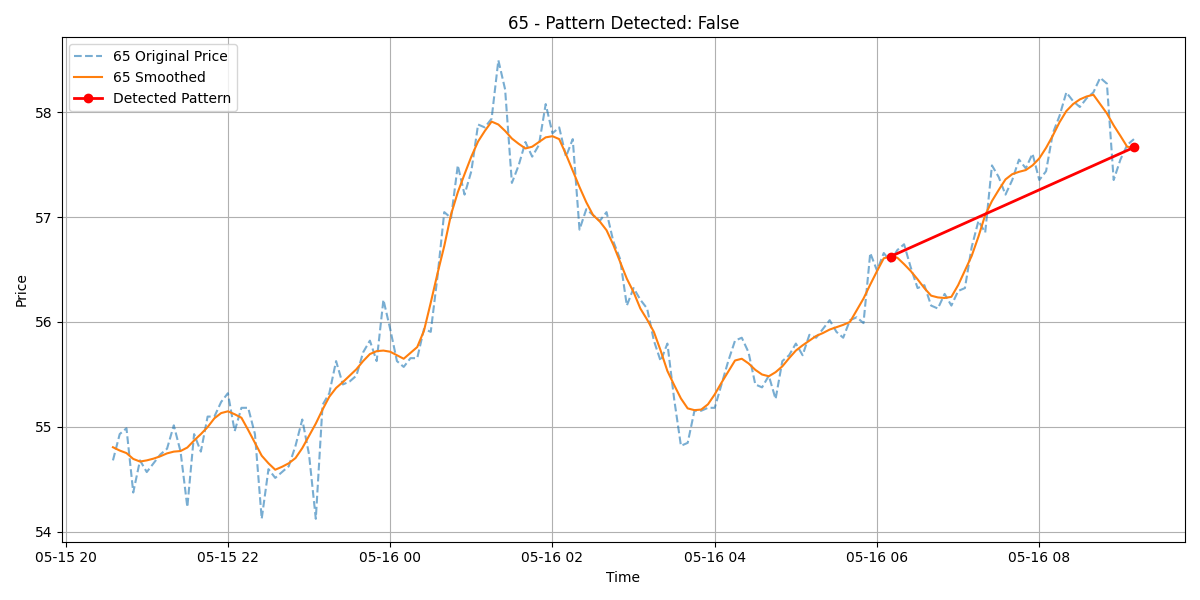 65 - Pattern Detected: False
65 Original Price
65 Smoothed
Detected Pattern
58
57
56
55
54
Price
05-15 20
05-15 22
05-16 00
05-16 02
05-16 04
05-16 06
05-16 08
Time